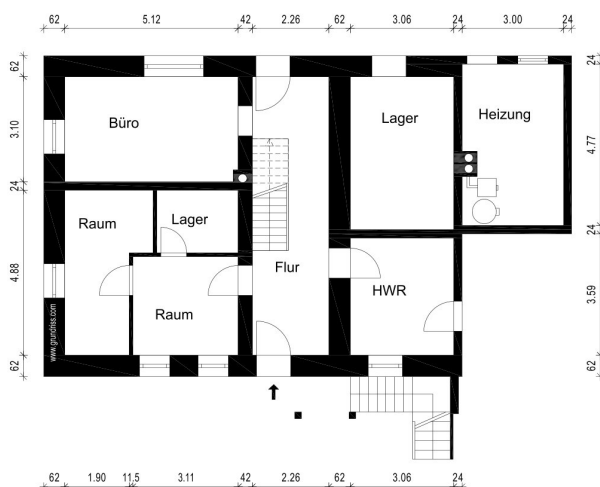 62 5.12 42 2.26 62 3.06 24 3.00 24
62
3.10
24
4.88
62
Büro
Lager
Heizung
Raum
Lager
Flur
HWR
Raum
www.grundriss.com
24
4.77
24
3.59
62
62 1.90 11,5 3.11 42 2.26 62 3.06 24